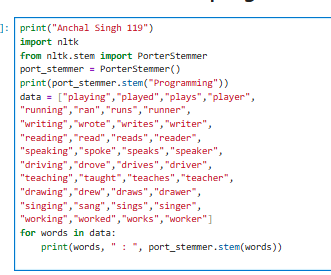 ]: print("Anchal Singh 119")
import nltk
from nltk.stem import PorterStemmer
port_stemmer = PorterStemmer()
print(port_stemmer.stem("Programming"))
data = ["playing","played","plays","player",
"running","ran","runs","runner",
"writing","wrote","writes","writer",
"reading","read","reads","reader",
"speaking","spoke","speaks","speaker",
"driving","drove","drives","driver",
"teaching","taught","teaches","teacher",
"drawing","drew","draws","drawer",
"singing","sang","sings","singer",
"working","worked","works","worker"]
for words in data:
    print(words, " : ", port_stemmer.stem(words))